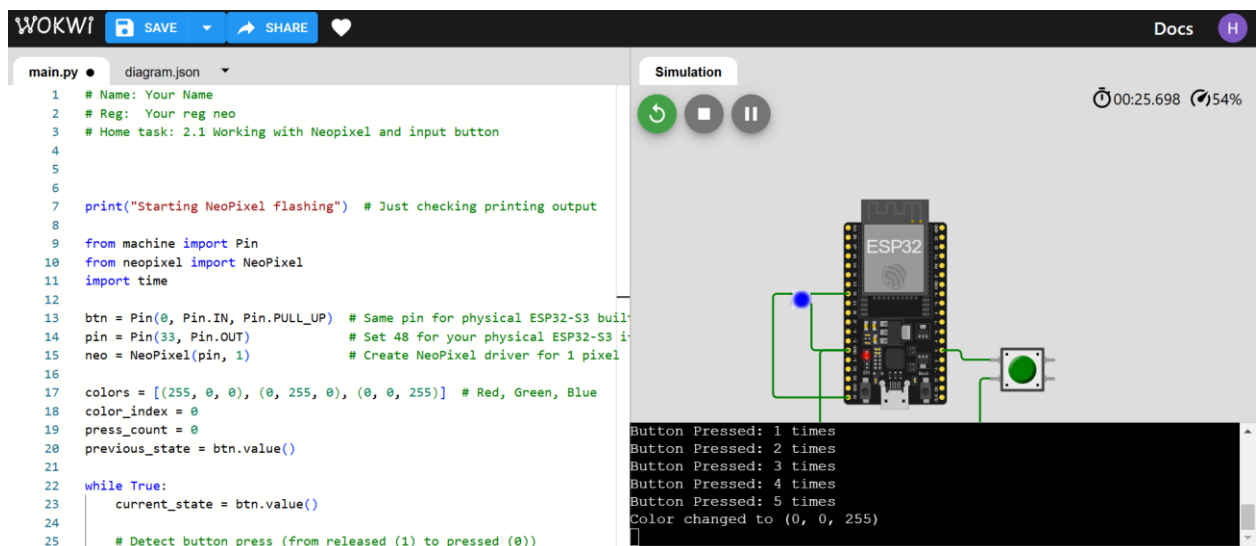 WOKWI SAVE SHARE Docs H
main.py diagram.json
Simulation
00:25.698 54%
1 # Name: Your Name
2 # Reg:  Your reg neo
3 # Home task: 2.1 Working with Neopixel and input button
4
5
6
7 print("Starting NeoPixel flashing")  # Just checking printing output
8
9 from machine import Pin
10 from neopixel import NeoPixel
11 import time
12
13 btn = Pin(0, Pin.IN, Pin.PULL_UP)  # Same pin for physical ESP32-S3 buil
14 pin = Pin(33, Pin.OUT)             # Set 48 for your physical ESP32-S3 i
15 neo = NeoPixel(pin, 1)             # Create NeoPixel driver for 1 pixel
16
17 colors = [(255, 0, 0), (0, 255, 0), (0, 0, 255)]  # Red, Green, Blue
18 color_index = 0
19 press_count = 0
20 previous_state = btn.value()
21
22 while True:
23     current_state = btn.value()
24
25     # Detect button press (from released (1) to pressed (0))
ESP32
Button Pressed: 1 times
Button Pressed: 2 times
Button Pressed: 3 times
Button Pressed: 4 times
Button Pressed: 5 times
Color changed to (0, 0, 255)